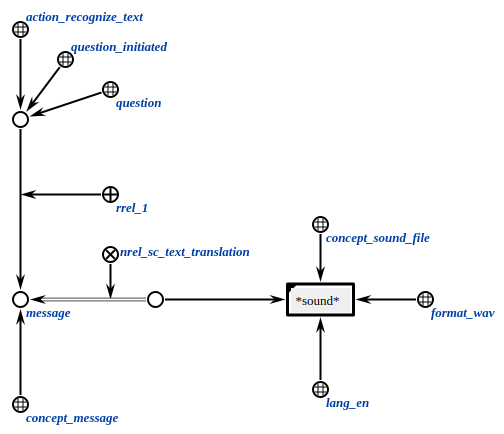 action_recognize_text
question_initiated
question
rrel_1
nrel_sc_text_translation
concept_sound_file
*sound*
message
format_wav
lang_en
concept_message